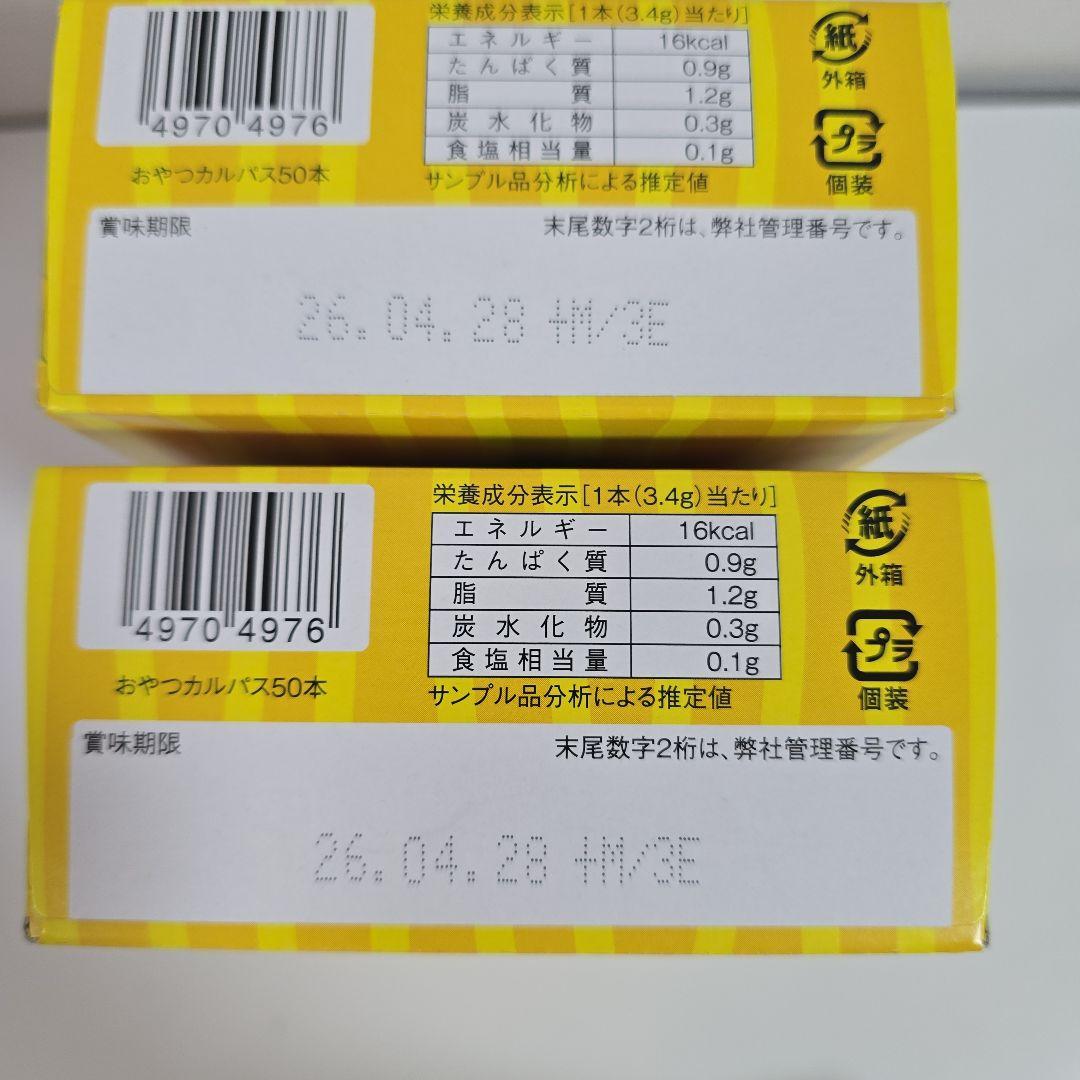 栄養成分表示[1本(3.4g)当たり]
エネルギー 16kcal
たんぱく質 0.9g
脂質 1.2g
炭水化物 0.3g
食塩相当量 0.1g
サンプル品分析による推定値
紙
外箱
プラ
個装
4970 4976
おやつカルパス50本
賞味期限
末尾数字2桁は、弊社管理番号です。
26.04.28 +M/3E
栄養成分表示[1本(3.4g)当たり]
エネルギー 16kcal
たんぱく質 0.9g
脂質 1.2g
炭水化物 0.3g
食塩相当量 0.1g
サンプル品分析による推定値
紙
外箱
プラ
個装
4970 4976
おやつカルパス50本
賞味期限
末尾数字2桁は、弊社管理番号です。
26.04.28 +M/3E